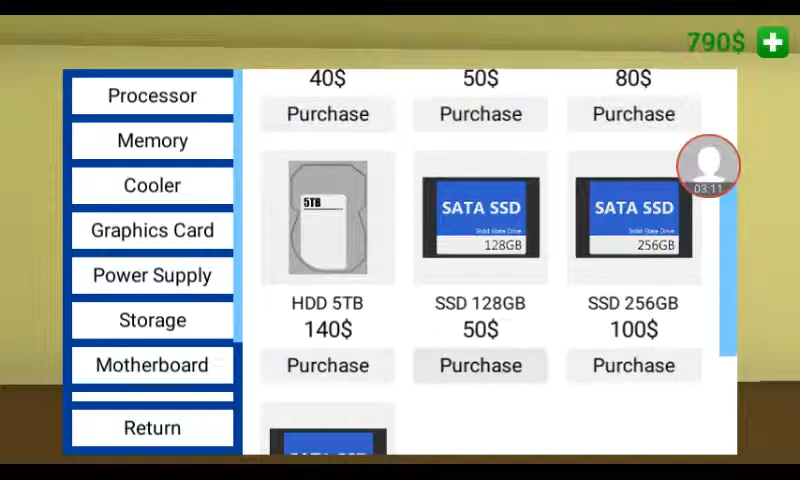 790$
Processor
Memory
Cooler
Graphics Card
Power Supply
Storage
Motherboard
Return
40$ 50$ 80$
Purchase Purchase Purchase
03:11
5TB
SATA SSD
Solid State Drive
128GB
SATA SSD
Solid State Drive
256GB
HDD 5TB SSD 128GB SSD 256GB
140$ 50$ 100$
Purchase Purchase Purchase
SATA SSD